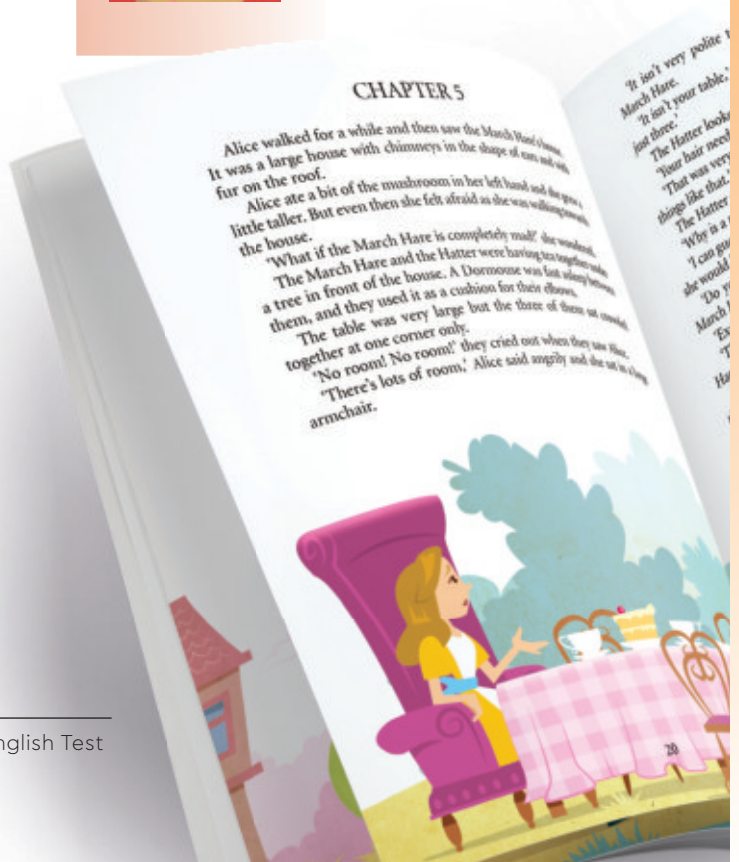 CHAPTER 5
Alice walked for a while and then saw the March Hare's house.
It was a large house with chimneys in the shape of ears and with
fur on the roof.
Alice ate a bit of the mushroom in her left hand and she grew a
little taller. But even then she felt afraid as she was walking towards
the house.
'What if the March Hare is completely mad?' she wondered.
The March Hare and the Hatter were having tea together under
a tree in front of the house. A Dormouse was fast asleep between
them, and they used it as a cushion for their elbows.
The table was very large but the three of them sat crowded
together at one corner only.
'No room! No room!' they cried out when they saw Alice.
'There's lots of room,' Alice said angrily and she sat in a large
armchair.
20
'It isn't very polite t
March Hare.
'It isn't your table,'
just three.'
The Hatter look
'Your hair need
'That was very
things like that.'
The Hatter
'Why is a
'I can gu
she would
'Do y
March
'Ex
'T
Ha
nglish Test